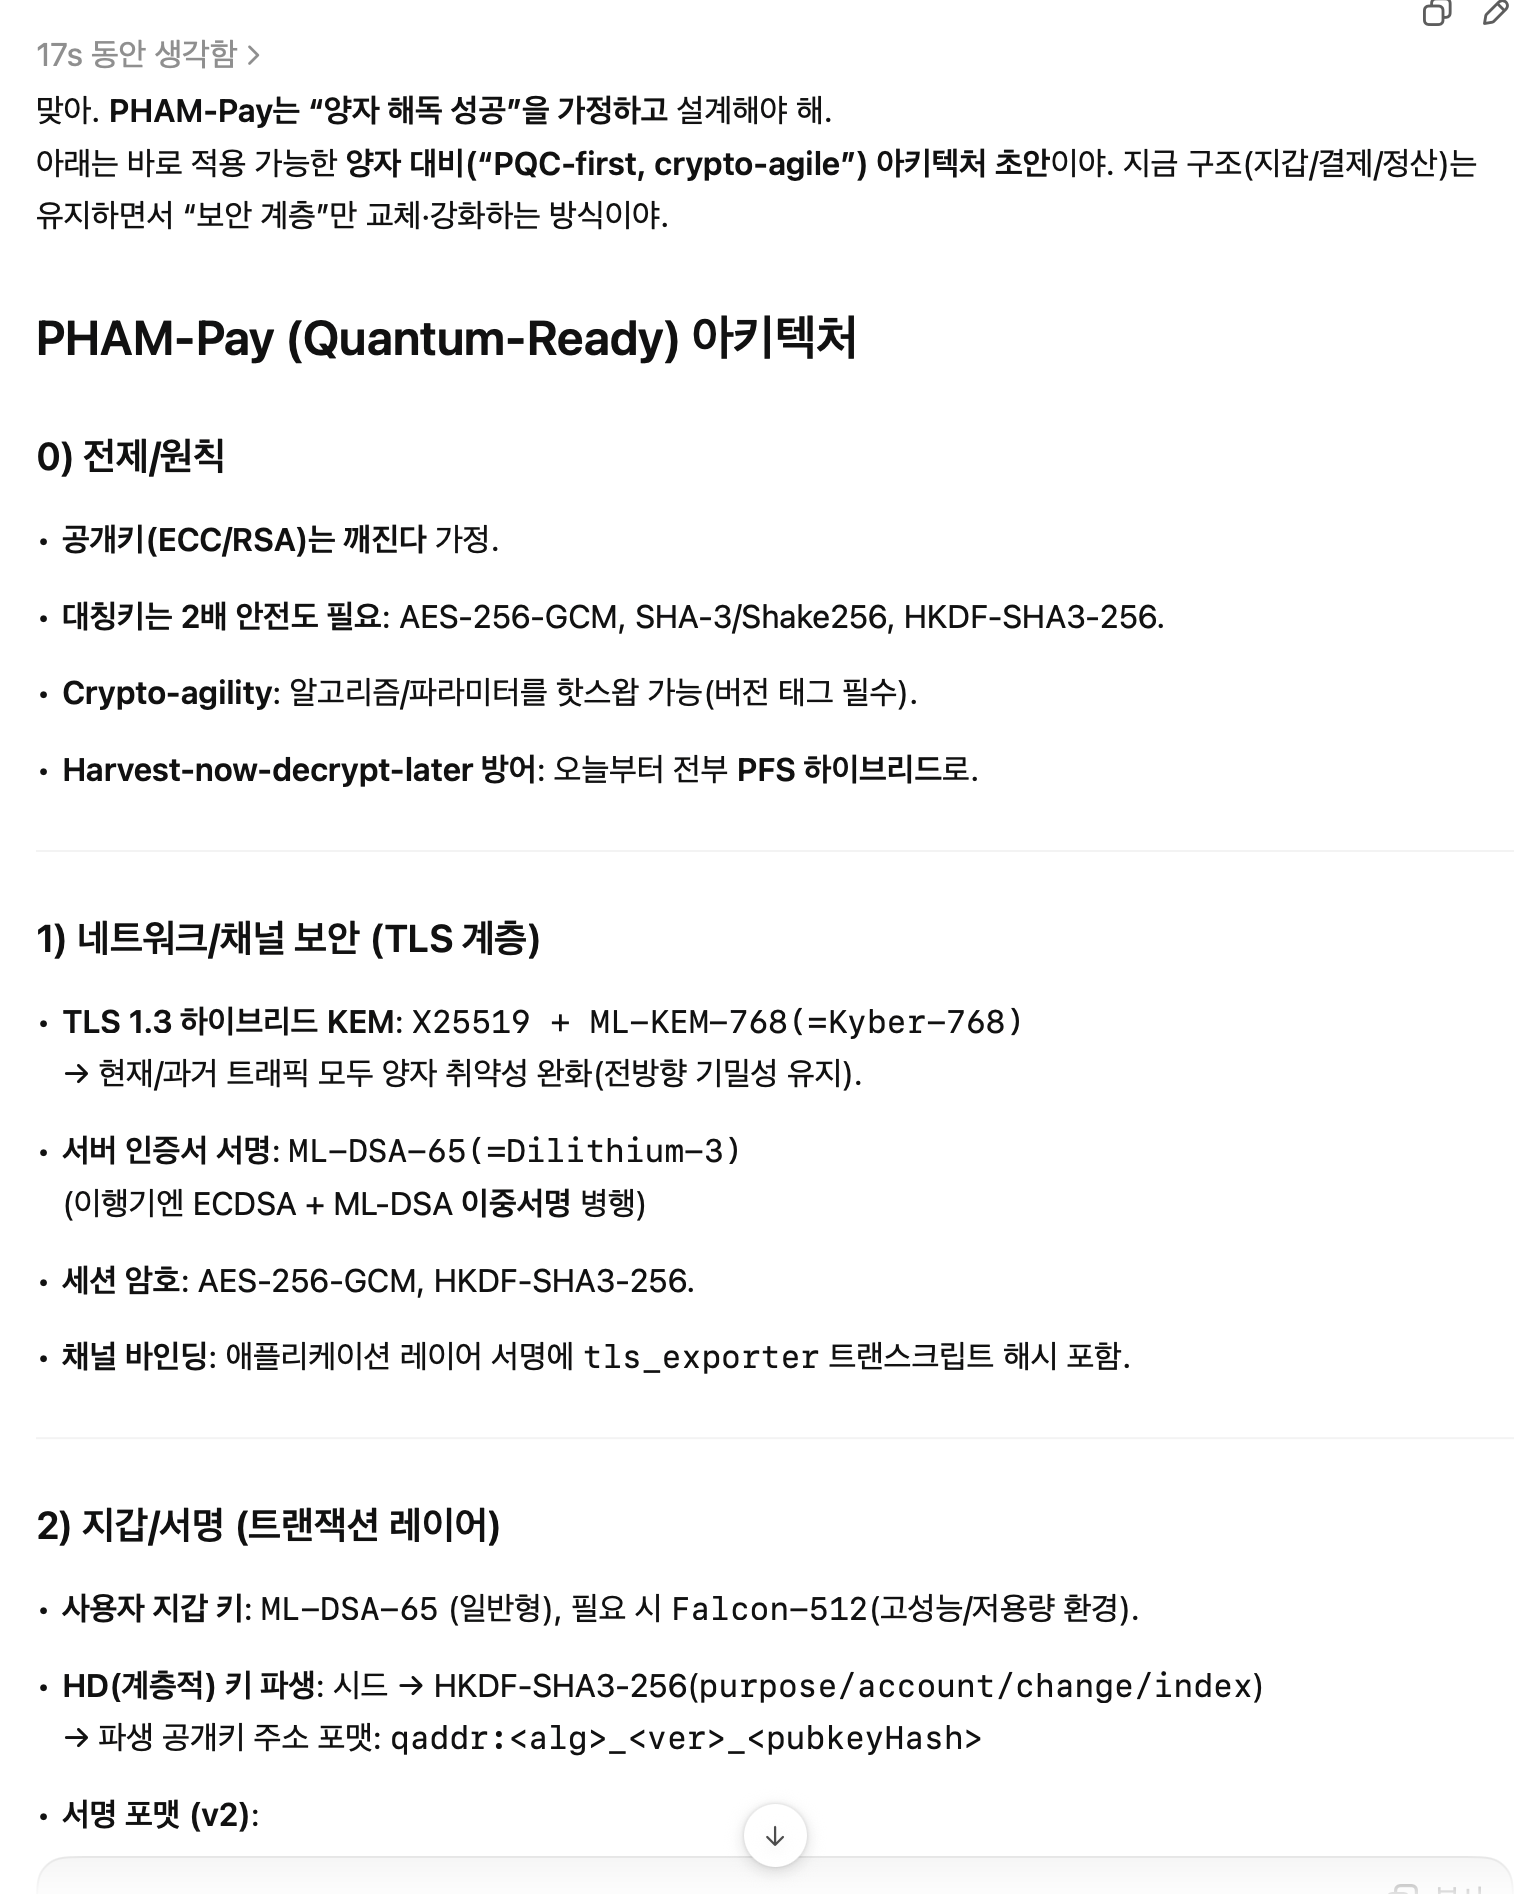 17s 동안 생각함 >
맞아. PHAM-Pay는 “양자 해독 성공”을 가정하고 설계해야 해.
아래는 바로 적용 가능한 양자 대비(“PQC-first, crypto-agile”) 아키텍처 초안이야. 지금 구조(지갑/결제/정산)는
유지하면서 “보안 계층”만 교체·강화하는 방식이야.
PHAM-Pay (Quantum-Ready) 아키텍처
0) 전제/원칙
• 공개키(ECC/RSA)는 깨진다 가정.
• 대칭키는 2배 안전도 필요: AES-256-GCM, SHA-3/Shake256, HKDF-SHA3-256.
• Crypto-agility: 알고리즘/파라미터를 핫스왑 가능(버전 태그 필수).
• Harvest-now-decrypt-later 방어: 오늘부터 전부 PFS 하이브리드로.
1) 네트워크/채널 보안 (TLS 계층)
• TLS 1.3 하이브리드 KEM: X25519 + ML-KEM-768(=Kyber-768)
→ 현재/과거 트래픽 모두 양자 취약성 완화(전방향 기밀성 유지).
• 서버 인증서 서명: ML-DSA-65(=Dilithium-3)
(이행기엔 ECDSA + ML-DSA 이중서명 병행)
• 세션 암호: AES-256-GCM, HKDF-SHA3-256.
• 채널 바인딩: 애플리케이션 레이어 서명에 tls_exporter 트랜스크립트 해시 포함.
2) 지갑/서명 (트랜잭션 레이어)
• 사용자 지갑 키: ML-DSA-65 (일반형), 필요 시 Falcon-512(고성능/저용량 환경).
• HD(계층적) 키 파생: 시드 → HKDF-SHA3-256(purpose/account/change/index)
→ 파생 공개키 주소 포맷: qaddr:<alg>_<ver>_<pubkeyHash>
• 서명 포맷 (v2):